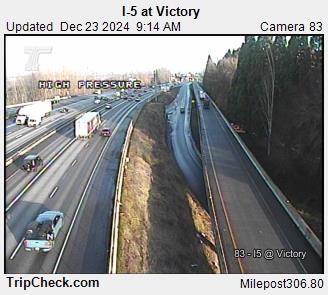 I-5 at Victory
Updated  Dec 23 2024  9:14 AM
Camera 83
HIGH PRESSURE
83 - I5 @ Victory
TripCheck.com
Milepost306.80